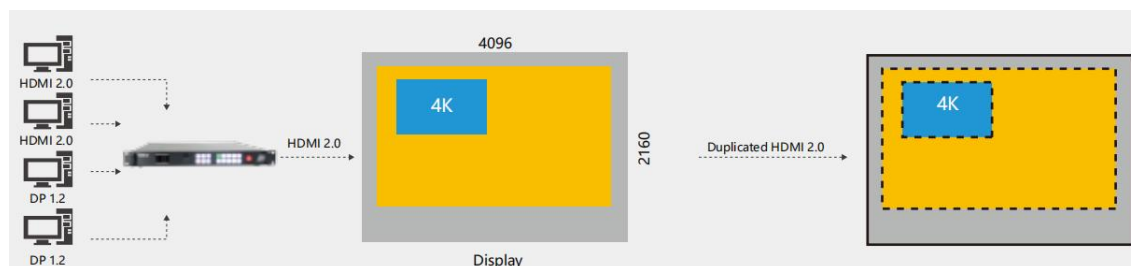 HDMI 2.0
HDMI 2.0
DP 1.2
DP 1.2
HDMI 2.0
4096
4K
2160
Display
Duplicated HDMI 2.0
4K